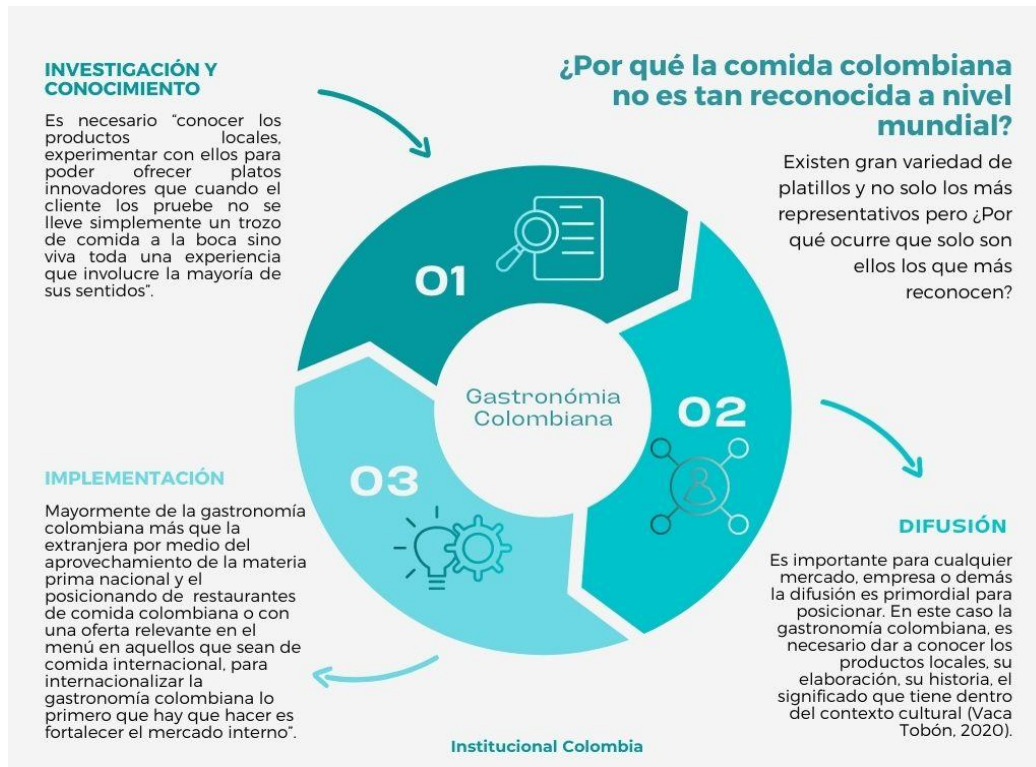 ¿Por qué la comida colombiana
no es tan reconocida a nivel
mundial?
Existen gran variedad de
platillos y no solo los más
representativos pero ¿Por
qué ocurre que solo son
ellos los que más
reconocen?
INVESTIGACIÓN Y
CONOCIMIENTO
Es necesario “conocer los
productos locales,
experimentar con ellos para
poder ofrecer platos
innovadores que cuando el
cliente los pruebe no se
lleve simplemente un trozo
de comida a la boca sino
viva toda una experiencia
que involucre la mayoría de
sus sentidos”.
01
02
03
Gastronómia
Colombiana
DIFUSIÓN
Es importante para cualquier
mercado, empresa o demás
la difusión es primordial para
posicionar. En este caso la
gastronomía colombiana, es
necesario dar a conocer los
productos locales, su
elaboración, su historia, el
significado que tiene dentro
del contexto cultural (Vaca
Tobón, 2020).
IMPLEMENTACIÓN
Mayormente de la gastronomía
colombiana más que la
extranjera por medio del
aprovechamiento de la materia
prima nacional y el
posicionando de restaurantes
de comida colombiana o con
una oferta relevante en el
menú en aquellos que sean de
comida internacional, para
internacionalizar la
gastronomía colombiana lo
primero que hay que hacer es
fortalecer el mercado interno”.
Institucional Colombia